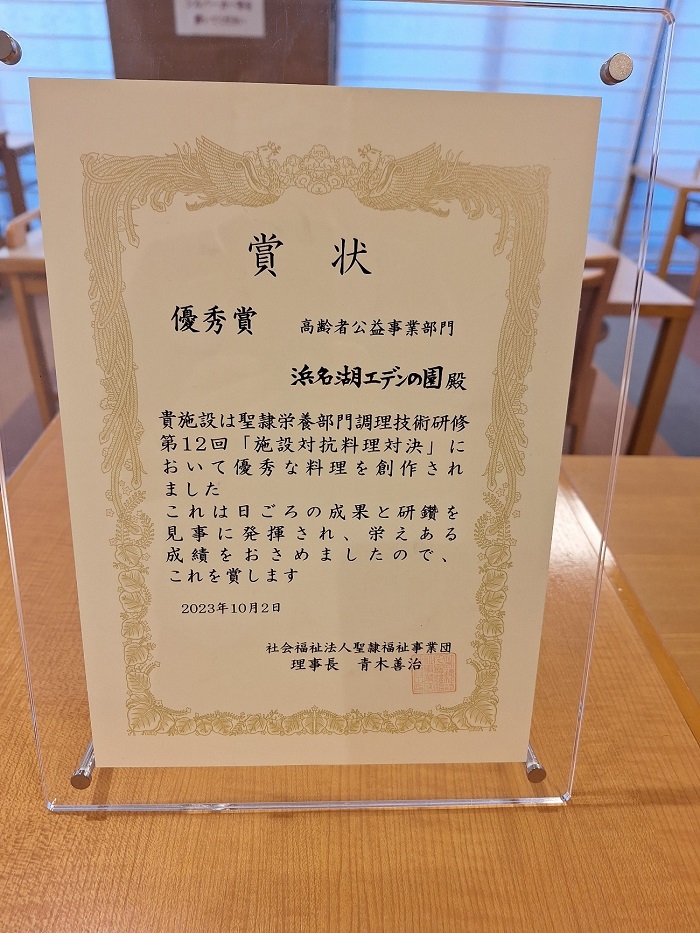 賞状
優秀賞 高齢者公益事業部門
浜名湖エデンの園 殿
貴施設は聖隷栄養部門調理技術研修
第12回「施設対抗料理対決」に
おいて優秀な料理を創作され
ました
これは日ごろの成果と研鑽を
見事に発揮され、栄えある
成績をおさめましたので、
これを賞します
2023年10月2日
社会福祉法人聖隷福祉事業団
理事長 青木善治